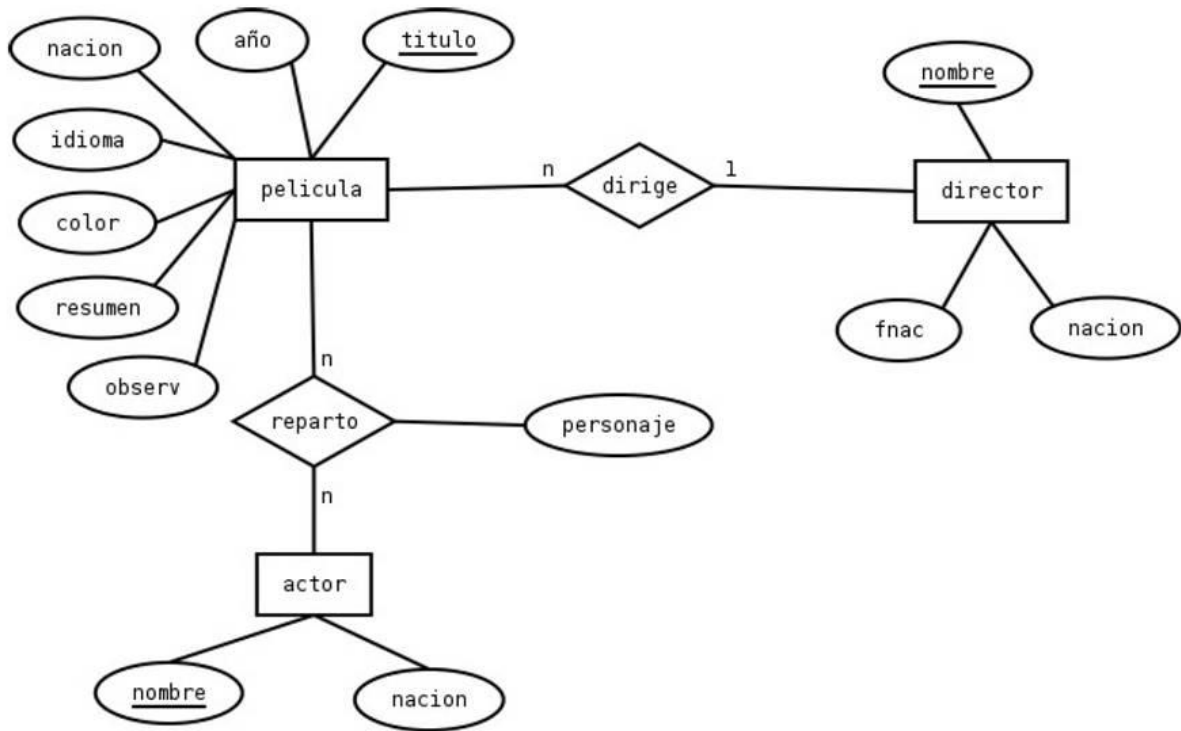 nacion
año
titulo
nombre
idioma
pelicula
n
dirige
1
director
color
resumen
fnac
nacion
observ
n
reparto
personaje
n
actor
nombre
nacion